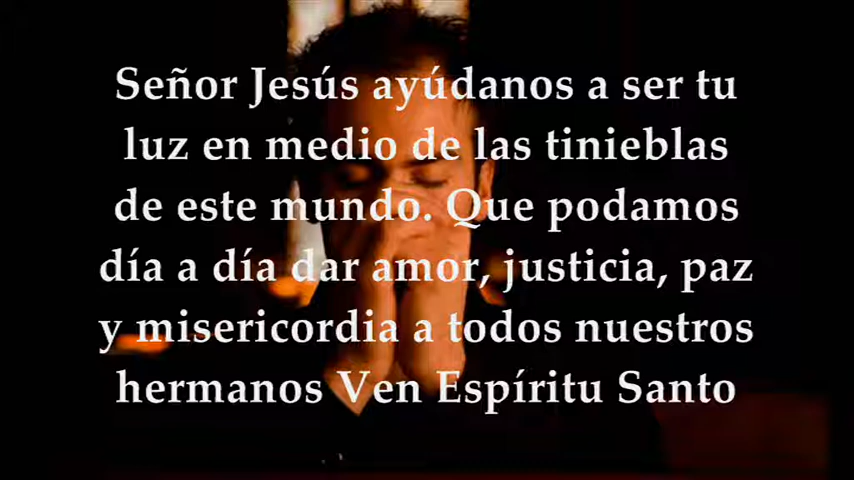 Señor Jesús ayúdanos a ser tu
luz en medio de las tinieblas
de este mundo. Que podamos
día a día dar amor, justicia, paz
y misericordia a todos nuestros
hermanos Ven Espíritu Santo